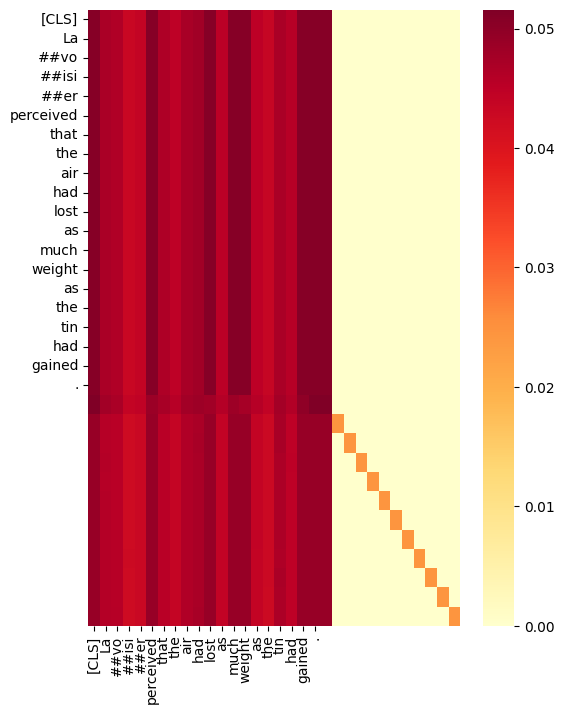 [CLS]
La
##vo
##isi
##er
perceived
that
the
air
had
lost
as
much
weight
as
the
tin
had
gained
.
0.05
0.04
0.03
0.02
0.01
0.00
[CLS]
La
##vo
##isi
##er
perceived
that
the
air
had
lost
as
much
weight
as
the
tin
had
gained
.